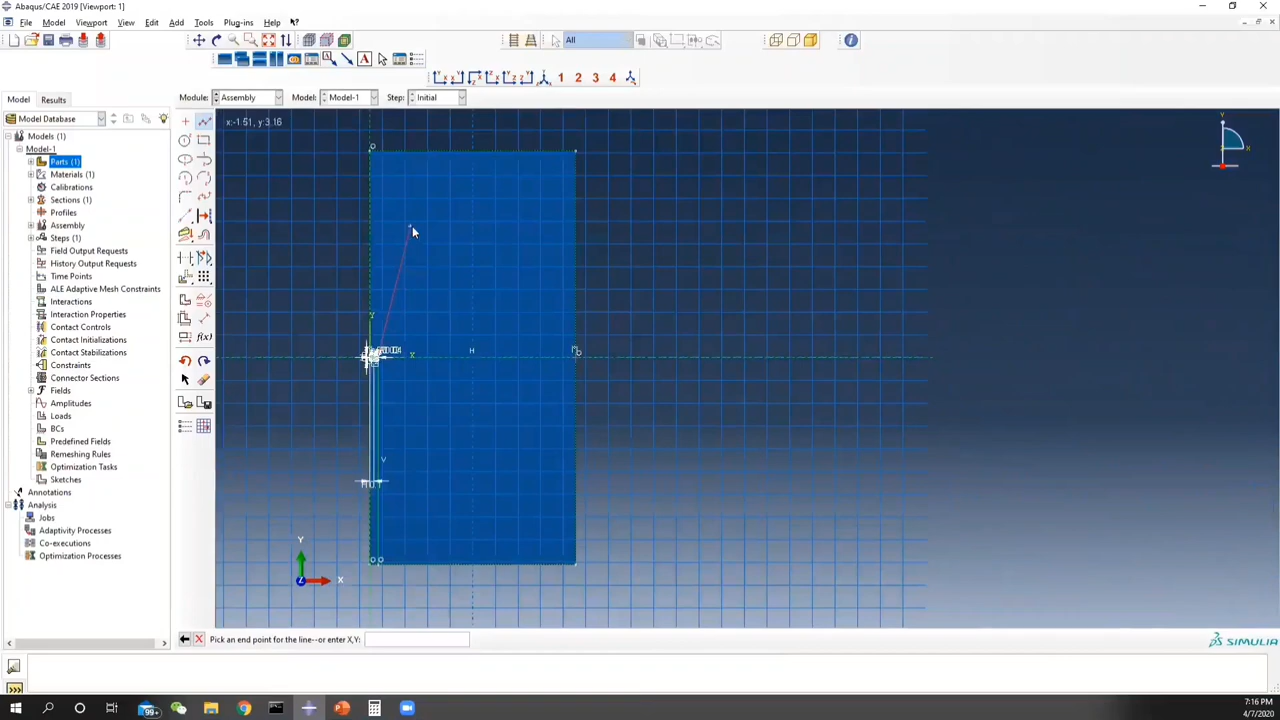 Abaqus/CAE 2019 [Viewport: 1]
File Model Viewport View Edit Add Tools Plug-ins Help
All
1 2 3 4
Model Results Module: Assembly Model: Model-1 Step: Initial
Model Database
x:-1.51, y:3.16
Models (1)
Model-1
Parts (1)
Materials (1)
Calibrations
Sections (1)
Profiles
Assembly
Steps (1)
Field Output Requests
History Output Requests
Time Points
ALE Adaptive Mesh Constraints
Interactions
Interaction Properties
Contact Controls
Contact Initializations
Contact Stabilizations
Constraints
Connector Sections
Fields
Amplitudes
Loads
BCs
Predefined Fields
Remeshing Rules
Optimization Tasks
Sketches
Annotations
Analysis
Jobs
Adaptivity Processes
Co-executions
Optimization Processes
f(x)
Y
X
H
V
Y
Z
X
Pick an end point for the line--or enter X,Y:
SIMULIA
99+
7:16 PM
4/7/2020